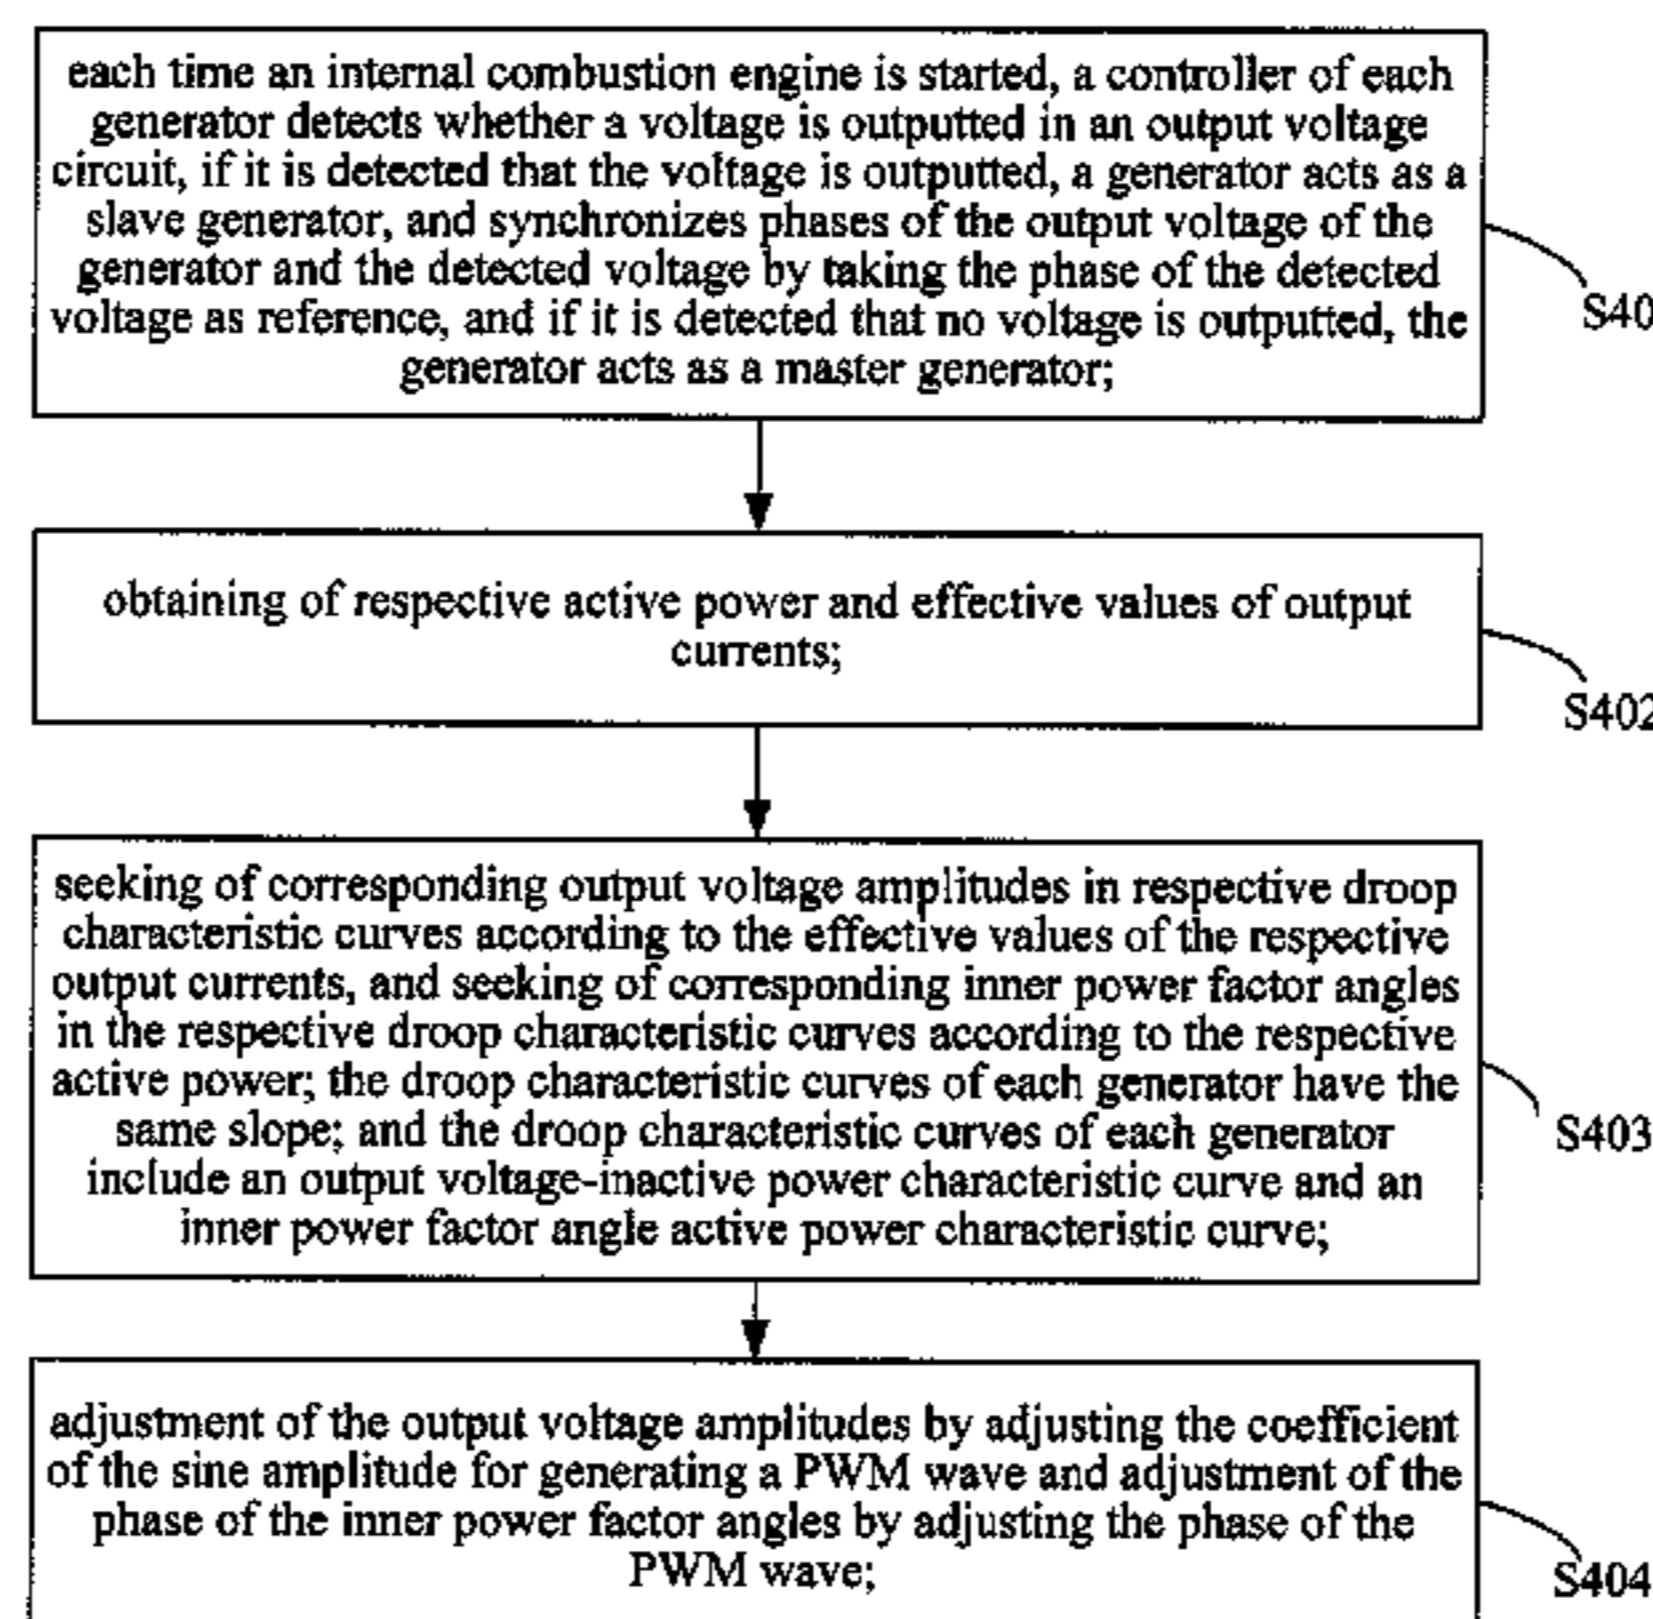 each time an internal combustion engine is started, a controller of each
generator detects whether a voltage is outputted in an output voltage
circuit, if it is detected that the voltage is outputted, a generator acts as a
slave generator, and synchronizes phases of the output voltage of the
generator and the detected voltage by taking the phase of the detected
voltage as reference, and if it is detected that no voltage is outputted, the
generator acts as a master generator;
S40
obtaining of respective active power and effective values of output
currents;
S402
seeking of corresponding output voltage amplitudes in respective droop
characteristic curves according to the effective values of the respective
output currents, and seeking of corresponding inner power factor angles
in the respective droop characteristic curves according to the respective
active power; the droop characteristic curves of each generator have the
same slope; and the droop characteristic curves of each generator
include an output voltage-inactive power characteristic curve and an
inner power factor angle active power characteristic curve;
S403
adjustment of the output voltage amplitudes by adjusting the coefficient
of the sine amplitude for generating a PWM wave and adjustment of the
phase of the inner power factor angles by adjusting the phase of the
PWM wave;
S404